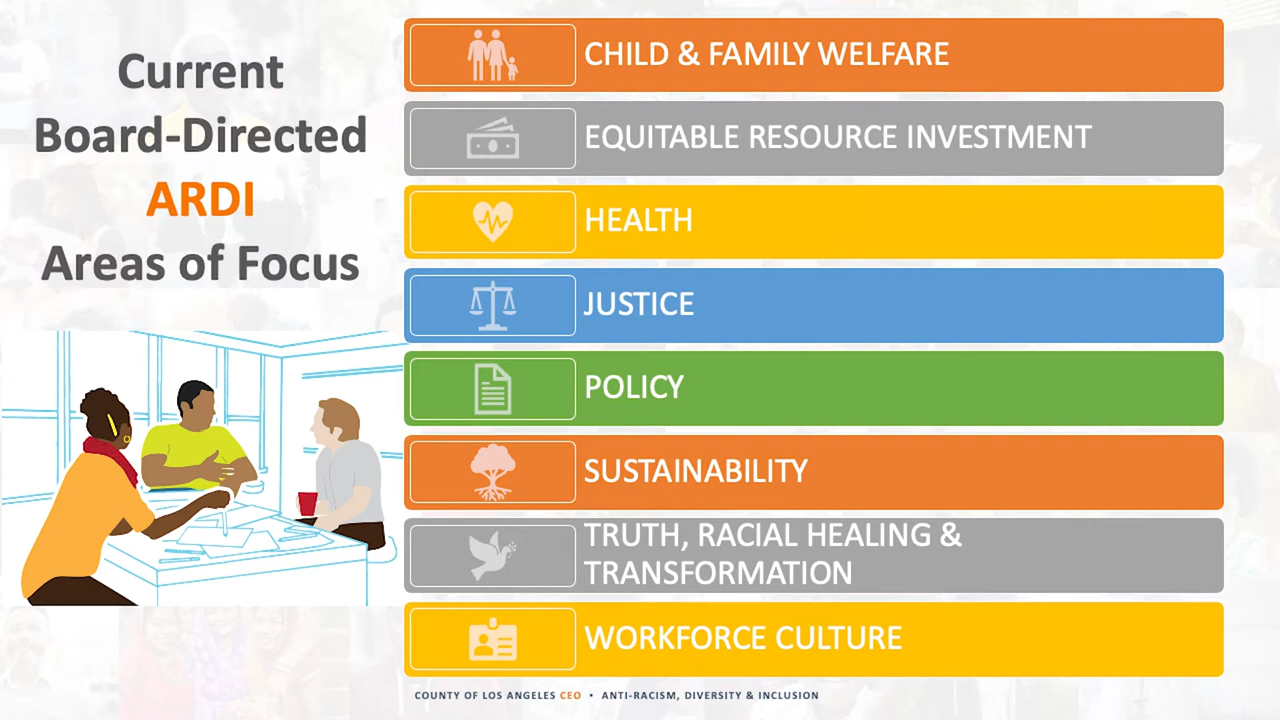 Current
Board-Directed
ARDI
Areas of Focus
CHILD & FAMILY WELFARE
EQUITABLE RESOURCE INVESTMENT
HEALTH
JUSTICE
POLICY
SUSTAINABILITY
TRUTH, RACIAL HEALING &
TRANSFORMATION
WORKFORCE CULTURE
COUNTY OF LOS ANGELES CEO • ANTI-RACISM, DIVERSITY & INCLUSION